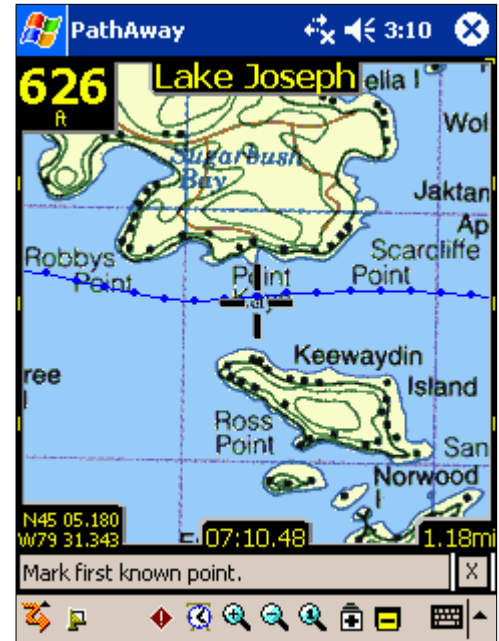 PathAway
3:10
626
ft
Lake Joseph
ella I
Wol
Sugarbush
Bay
Jaktan
Ap
Robbys
Point
Scarcliffe
Point
Point
Kaye
Keewaydin
Island
ree
I
Ross
Point
San
Norwood
I
N45 05.180
W79 31.343
07:10.48
1.18mi
Mark first known point.
X